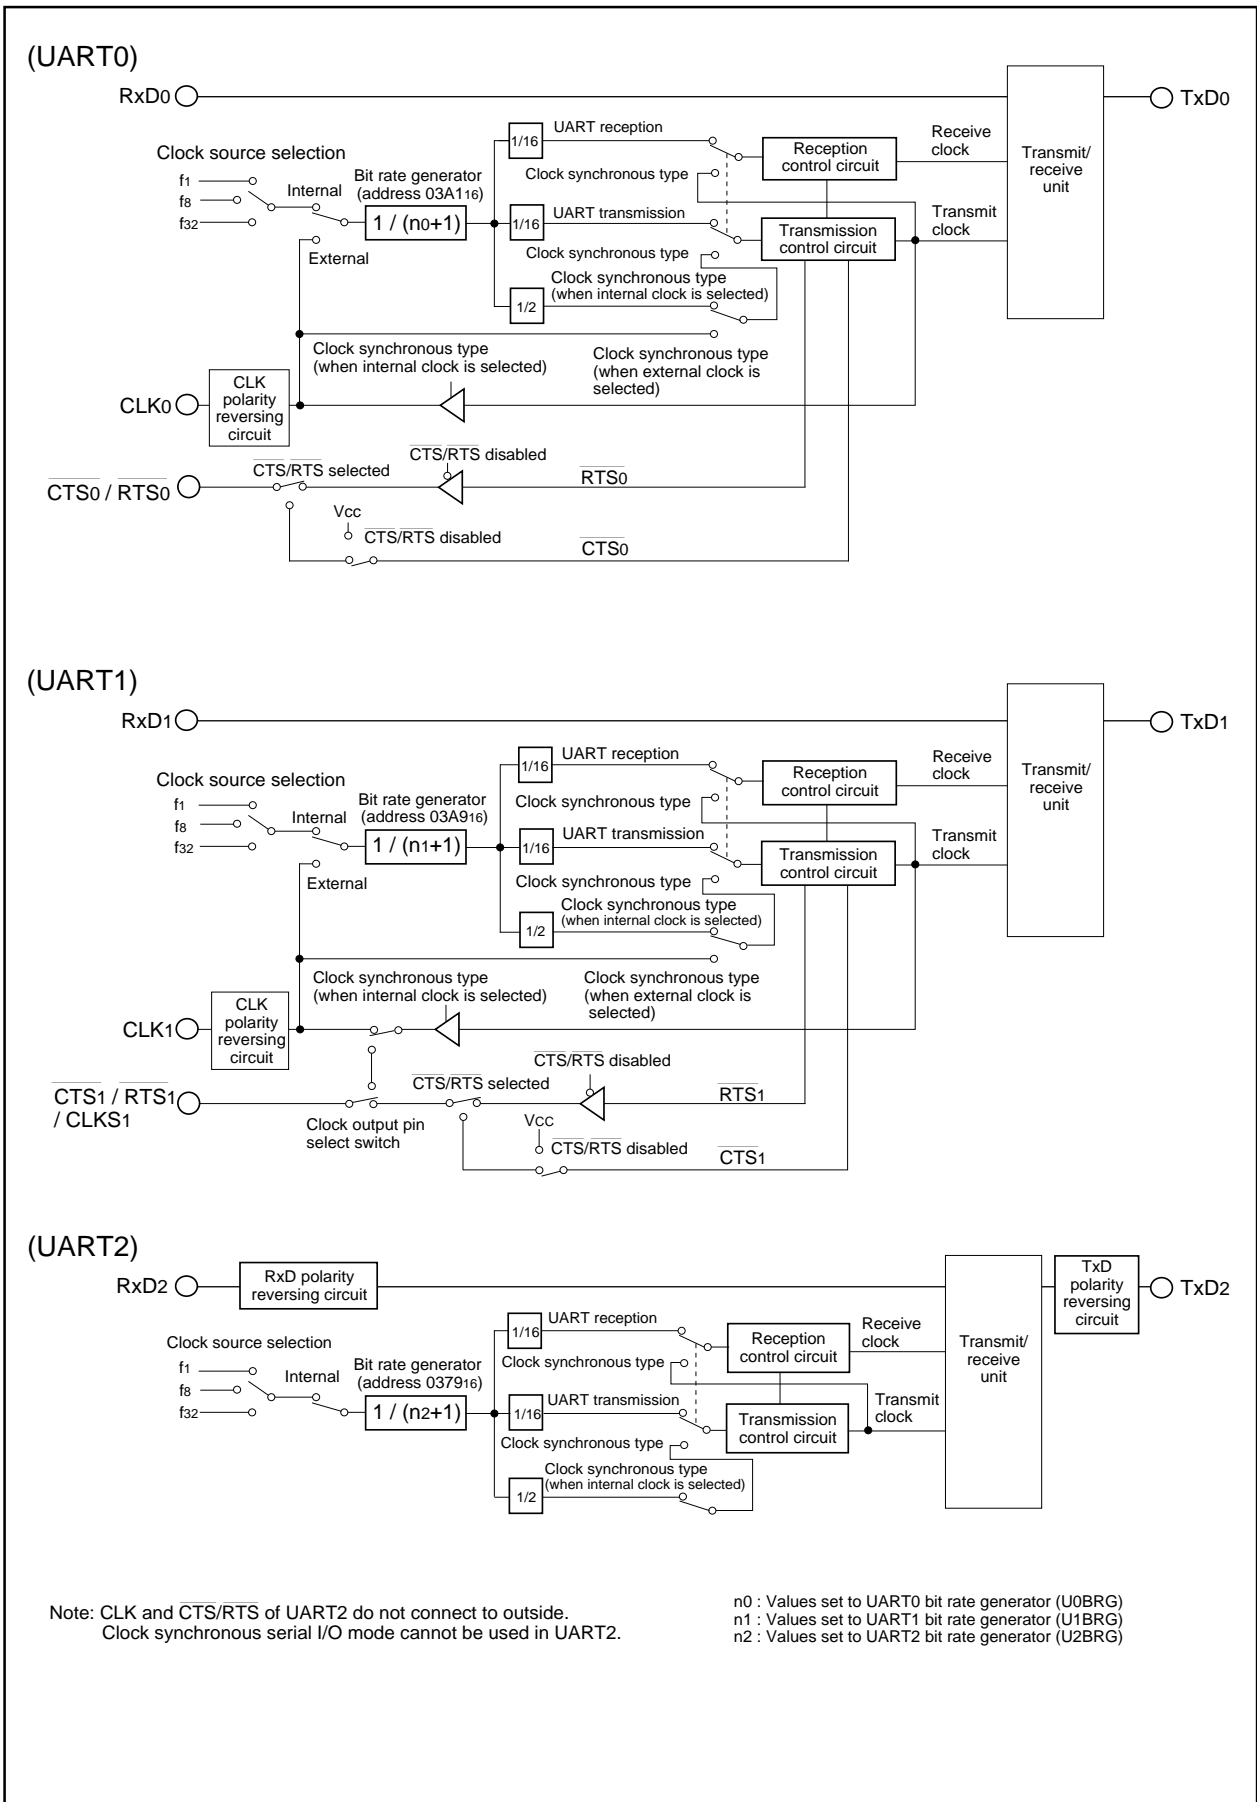 (UART0)
RxD0
TxD0
Clock source selection
f1
f8
f32
Internal
External
Bit rate generator
(address 03A116)
1 / (n0+1)
1/16
UART reception
Clock synchronous type
1/16
UART transmission
Clock synchronous type
1/2
Clock synchronous type
(when internal clock is selected)
Reception
control circuit
Transmission
control circuit
Receive
clock
Transmit
clock
Transmit/
receive
unit
Clock synchronous type
(when internal clock is selected)
Clock synchronous type
(when external clock is
selected)
CLK0
CLK
polarity
reversing
circuit
CTS0 / RTS0
CTS/RTS selected
CTS/RTS disabled
RTS0
Vcc
CTS/RTS disabled
CTS0
(UART1)
RxD1
TxD1
Clock source selection
f1
f8
f32
Internal
External
Bit rate generator
(address 03A916)
1 / (n1+1)
1/16
UART reception
Clock synchronous type
1/16
UART transmission
Clock synchronous type
1/2
Clock synchronous type
(when internal clock is selected)
Reception
control circuit
Transmission
control circuit
Receive
clock
Transmit
clock
Transmit/
receive
unit
Clock synchronous type
(when internal clock is selected)
Clock synchronous type
(when external clock is
selected)
CLK1
CLK
polarity
reversing
circuit
CTS1 / RTS1
/ CLKS1
Clock output pin
select switch
CTS/RTS selected
CTS/RTS disabled
RTS1
VCC
CTS/RTS disabled
CTS1
(UART2)
RxD2
RxD polarity
reversing circuit
TxD
polarity
reversing
circuit
TxD2
Clock source selection
f1
f8
f32
Internal
Bit rate generator
(address 037916)
1 / (n2+1)
1/16
UART reception
Clock synchronous type
1/16
UART transmission
Clock synchronous type
1/2
Clock synchronous type
(when internal clock is selected)
Reception
control circuit
Transmission
control circuit
Receive
clock
Transmit
clock
Transmit/
receive
unit
Note: CLK and CTS/RTS of UART2 do not connect to outside.
Clock synchronous serial I/O mode cannot be used in UART2.
n0 : Values set to UART0 bit rate generator (U0BRG)
n1 : Values set to UART1 bit rate generator (U1BRG)
n2 : Values set to UART2 bit rate generator (U2BRG)